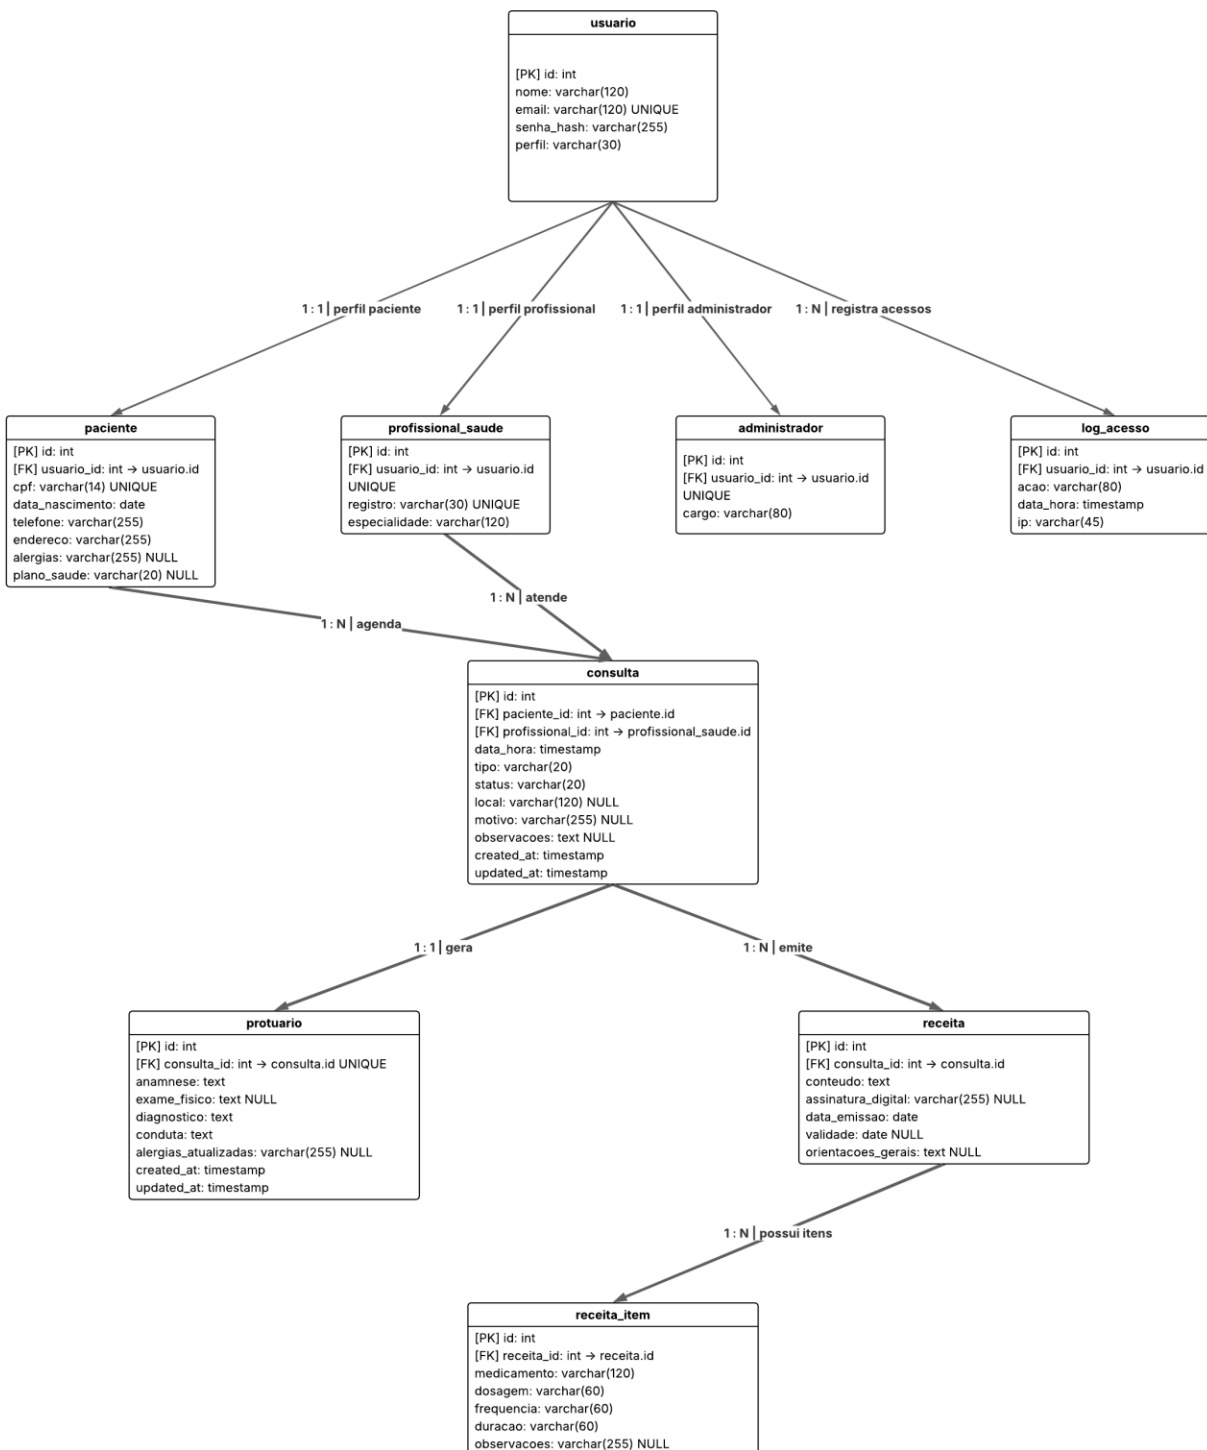 usuario
[PK] id: int
nome: varchar(120)
email: varchar(120) UNIQUE
senha_hash: varchar(255)
perfil: varchar(30)
1 : 1 | perfil paciente
1 : 1 | perfil profissional
1 : 1 | perfil administrador
1 : N | registra acessos
paciente
[PK] id: int
[FK] usuario_id: int → usuario.id
cpf: varchar(14) UNIQUE
data_nascimento: date
telefone: varchar(255)
endereco: varchar(255)
alergias: varchar(255) NULL
plano_saude: varchar(20) NULL
profissional_saude
[PK] id: int
[FK] usuario_id: int → usuario.id
UNIQUE
registro: varchar(30) UNIQUE
especialidade: varchar(120)
administrador
[PK] id: int
[FK] usuario_id: int → usuario.id
UNIQUE
cargo: varchar(80)
log_acesso
[PK] id: int
[FK] usuario_id: int → usuario.id
acao: varchar(80)
data_hora: timestamp
ip: varchar(45)
1 : N | atende
1 : N | agenda
consulta
[PK] id: int
[FK] paciente_id: int → paciente.id
[FK] profissional_id: int → profissional_saude.id
data_hora: timestamp
tipo: varchar(20)
status: varchar(20)
local: varchar(120) NULL
motivo: varchar(255) NULL
observacoes: text NULL
created_at: timestamp
updated_at: timestamp
1 : 1 | gera
1 : N | emite
protuario
[PK] id: int
[FK] consulta_id: int → consulta.id UNIQUE
anamnese: text
exame_fisico: text NULL
diagnostico: text
conduta: text
alergias_atualizadas: varchar(255) NULL
created_at: timestamp
updated_at: timestamp
receita
[PK] id: int
[FK] consulta_id: int → consulta.id
conteudo: text
assinatura_digital: varchar(255) NULL
data_emissao: date
validade: date NULL
orientacoes_gerais: text NULL
1 : N | possui itens
receita_item
[PK] id: int
[FK] receita_id: int → receita.id
medicamento: varchar(120)
dosagem: varchar(60)
frequencia: varchar(60)
duracao: varchar(60)
observacoes: varchar(255) NULL